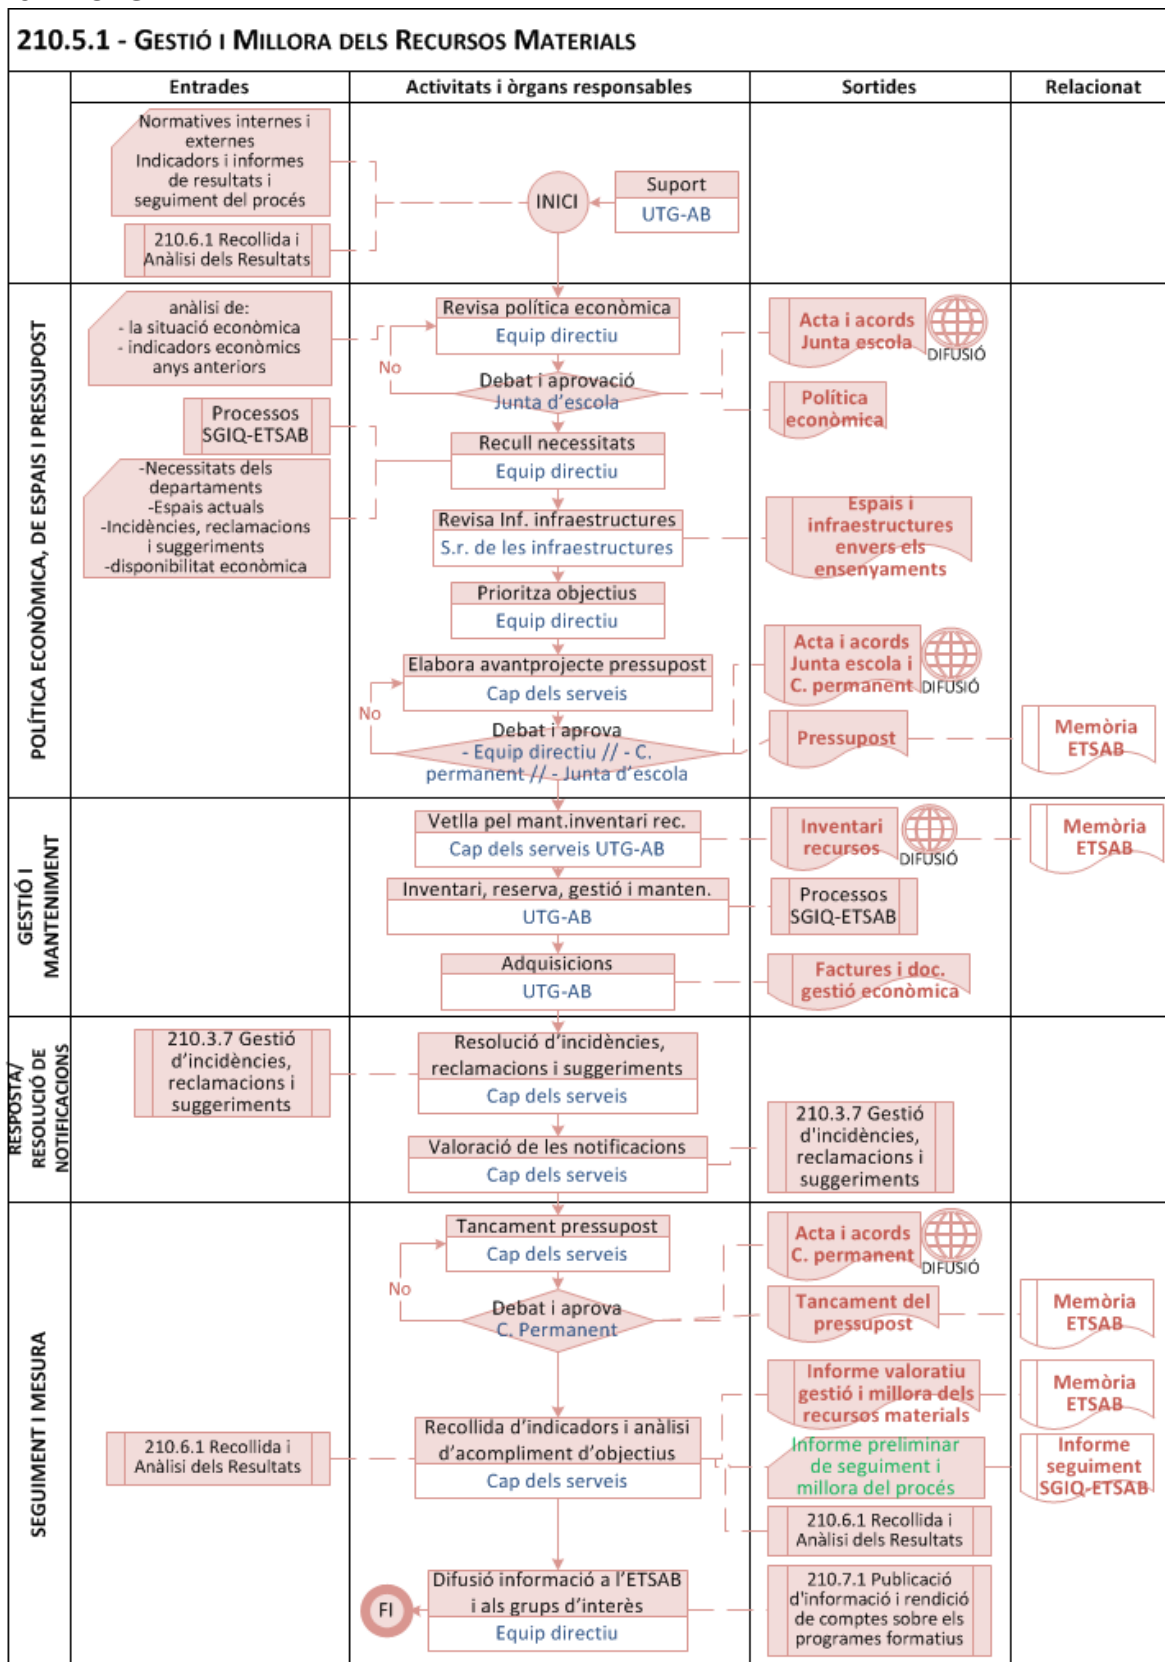 210.5.1 - GESTIÓ I MILLORA DELS RECURSOS MATERIALS
Entrades
Activitats i òrgans responsables
Sortides
Relacionat
Normatives internes i
externes
Indicadors i informes
de resultats i
seguiment del procés
210.6.1 Recollida i
Anàlisi dels Resultats
INICI
Suport
UTG-AB
POLÍTICA ECONÒMICA, DE ESPAIS I PRESSUPOST
anàlisi de:
- la situació econòmica
- indicadors econòmics
anys anteriors
Processos
SGIQ-ETSAB
-Necessitats dels
departaments
-Espais actuals
-Incidències, reclamacions
i suggeriments
-disponibilitat econòmica
Revisa política econòmica
Equip directiu
No
Debat i aprovació
Junta d’escola
Recull necessitats
Equip directiu
Revisa Inf. infraestructures
S.r. de les infraestructures
Prioritza objectius
Equip directiu
Elabora avantprojecte pressupost
Cap dels serveis
No
Debat i aprova
- Equip directiu // - C.
permanent // - Junta d’escola
Acta i acords
Junta escola
DIFUSIÓ
Política
econòmica
Espais i
infraestructures
envers els
ensenyaments
Acta i acords
Junta escola i
C. permanent
DIFUSIÓ
Pressupost
Memòria
ETSAB
GESTIÓ I
MANTENIMENT
Vetlla pel mant.inventari rec.
Cap dels serveis UTG-AB
Inventari, reserva, gestió i manten.
UTG-AB
Adquisicions
UTG-AB
Inventari
recursos
DIFUSIÓ
Memòria
ETSAB
Processos
SGIQ-ETSAB
Factures i doc.
gestió econòmica
RESPOSTA/
RESOLUCIÓ DE
NOTIFICACIONS
210.3.7 Gestió
d’incidències,
reclamacions i
suggeriments
Resolució d’incidències,
reclamacions i suggeriments
Cap dels serveis
Valoració de les notificacions
Cap dels serveis
210.3.7 Gestió
d'incidències,
reclamacions i
suggeriments
SEGUIMENT I MESURA
Tancament pressupost
Cap dels serveis
No
Debat i aprova
C. Permanent
Acta i acords
C. permanent
DIFUSIÓ
Tancament del
pressupost
Memòria
ETSAB
210.6.1 Recollida i
Anàlisi dels Resultats
Recollida d’indicadors i anàlisi
d’acompliment d’objectius
Cap dels serveis
Informe valoratiu
gestió i millora dels
recursos materials
Memòria
ETSAB
Informe preliminar
de seguiment i
millora del procés
Informe
seguiment
SGIQ-ETSAB
210.6.1 Recollida i
Anàlisi dels Resultats
FI
Difusió informació a l’ETSAB
i als grups d’interès
Equip directiu
210.7.1 Publicació
d'informació i rendició
de comptes sobre els
programes formatius